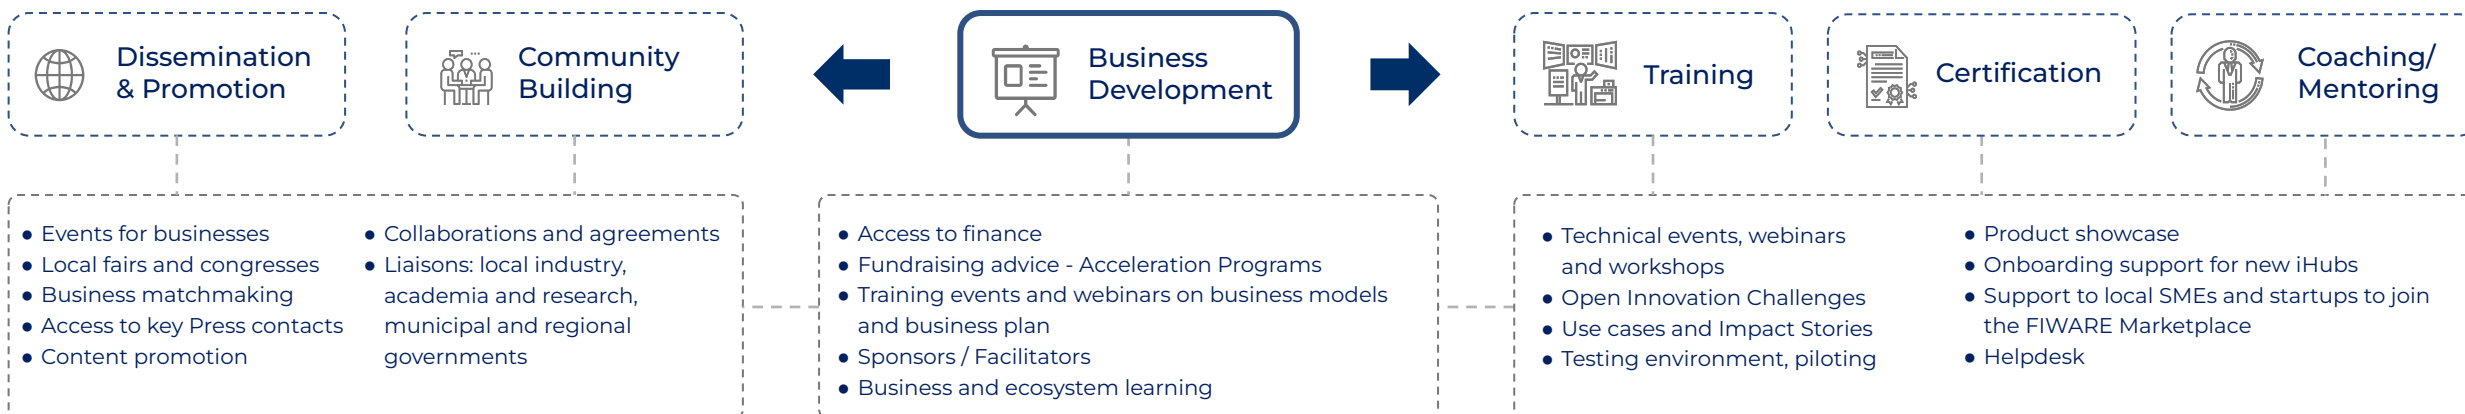 Dissemination
& Promotion
Community
Building
Business
Development
Training
Certification
Coaching/
Mentoring
● Events for businesses
● Local fairs and congresses
● Business matchmaking
● Access to key Press contacts
● Content promotion
● Collaborations and agreements
● Liaisons: local industry,
academia and research,
municipal and regional
governments
● Access to finance
● Fundraising advice - Acceleration Programs
● Training events and webinars on business models
and business plan
● Sponsors / Facilitators
● Business and ecosystem learning
● Technical events, webinars
and workshops
● Open Innovation Challenges
● Use cases and Impact Stories
● Testing environment, piloting
● Product showcase
● Onboarding support for new iHubs
● Support to local SMEs and startups to join
the FIWARE Marketplace
● Helpdesk